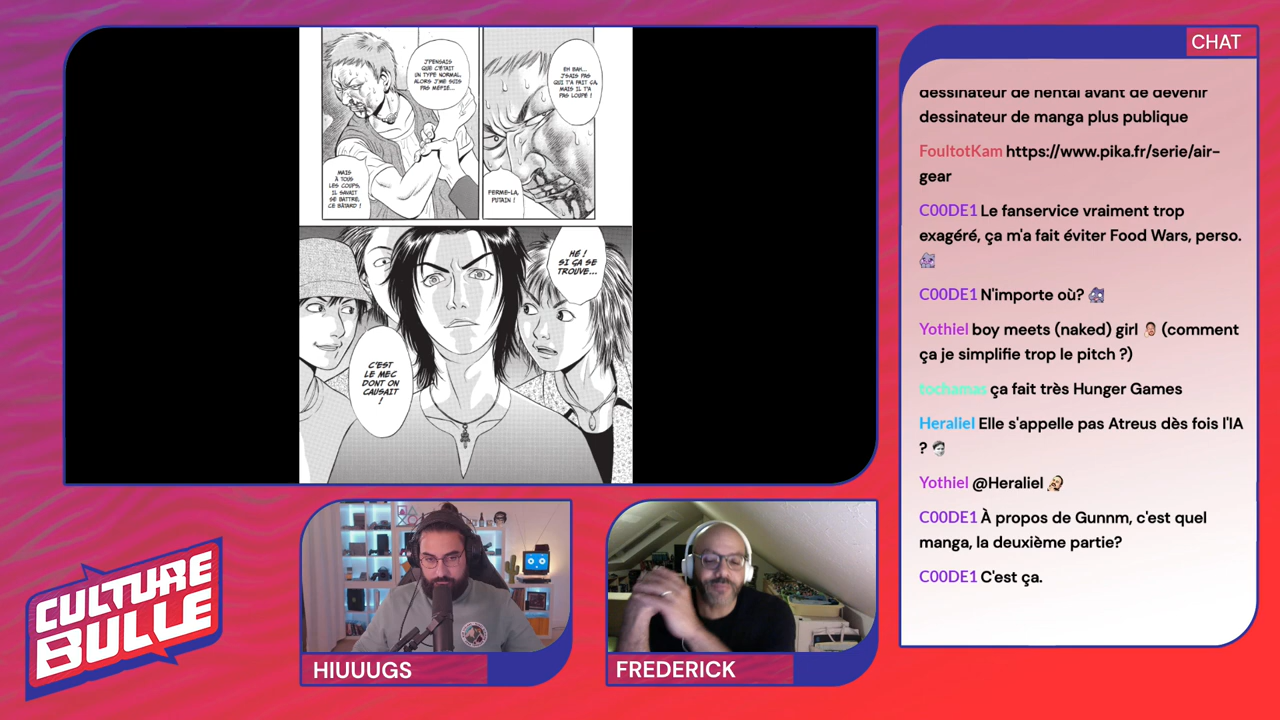 J'PENSAIS
QUE C'ÉTAIT
UN TYPE NORMAL,
ALORS J'ME SUIS
PAS MÉFIÉ...
EH BAH...
J'SAIS PAS
QUI T'A FAIT ÇA,
MAIS IL T'A
PAS LOUPÉ !
MAIS
À TOUS
LES COUPS,
IL SAVAIT
SE BATTRE,
CE BÂTARD !
FERME-LA,
PUTAIN !
HÉ !
SI ÇA SE
TROUVE...
C'EST
LE MEC
DONT ON
CAUSAIT
!
CULTURE
BULLE
HIUUUGS
FREDERICK
CHAT
dessinateur de hentai avant de devenir
dessinateur de manga plus publique
FoultotKam https://www.pika.fr/serie/air-
gear
C00DE1 Le fanservice vraiment trop
exagéré, ça m'a fait éviter Food Wars, perso.
C00DE1 N'importe où?
Yothiel boy meets (naked) girl (comment
ça je simplifie trop le pitch ?)
tochamas ça fait très Hunger Games
Heraliel Elle s'appelle pas Atreus dès fois l'IA
?
Yothiel @Heraliel
C00DE1 À propos de Gunnm, c'est quel
manga, la deuxième partie?
C00DE1 C'est ça.